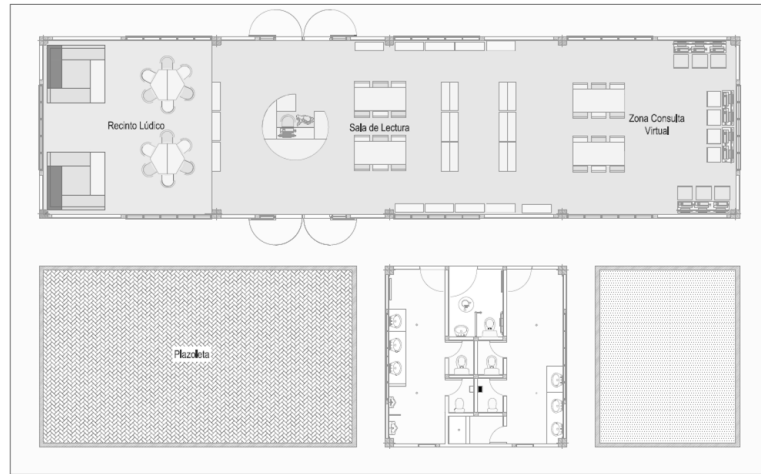 Recinto Lúdico
Sala de Lectura
Zona Consulta
Virtual
Plazoleta